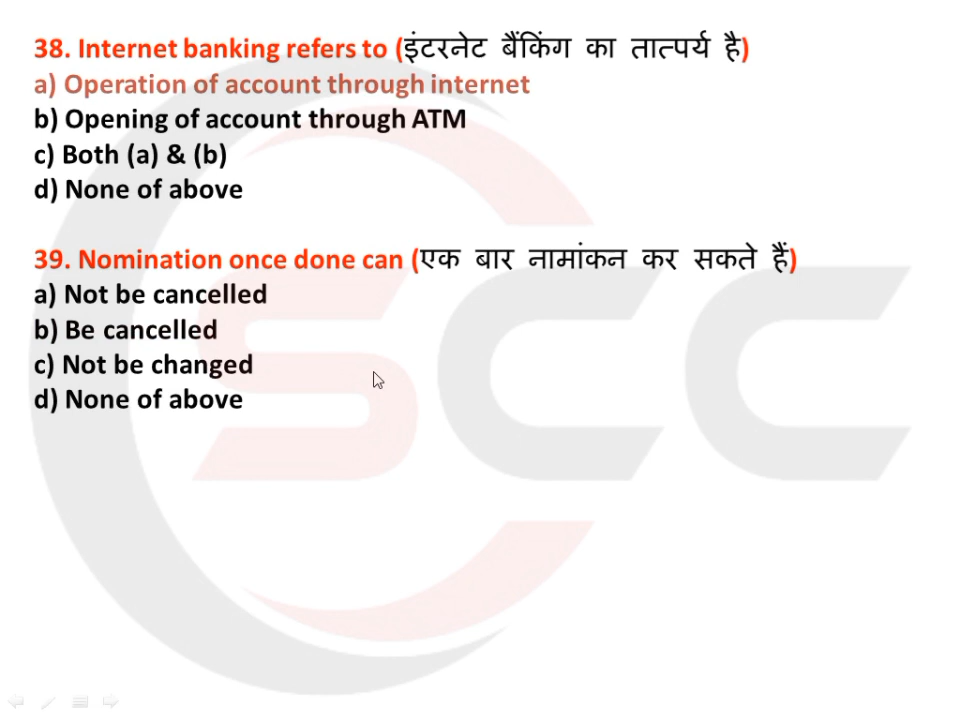 38. Internet banking refers to (इंटरनेट बैंकिंग का तात्पर्य है)
a) Operation of account through internet
b) Opening of account through ATM
c) Both (a) & (b)
d) None of above
39. Nomination once done can (एक बार नामांकन कर सकते हैं)
a) Not be cancelled
b) Be cancelled
c) Not be changed
d) None of above
SCC